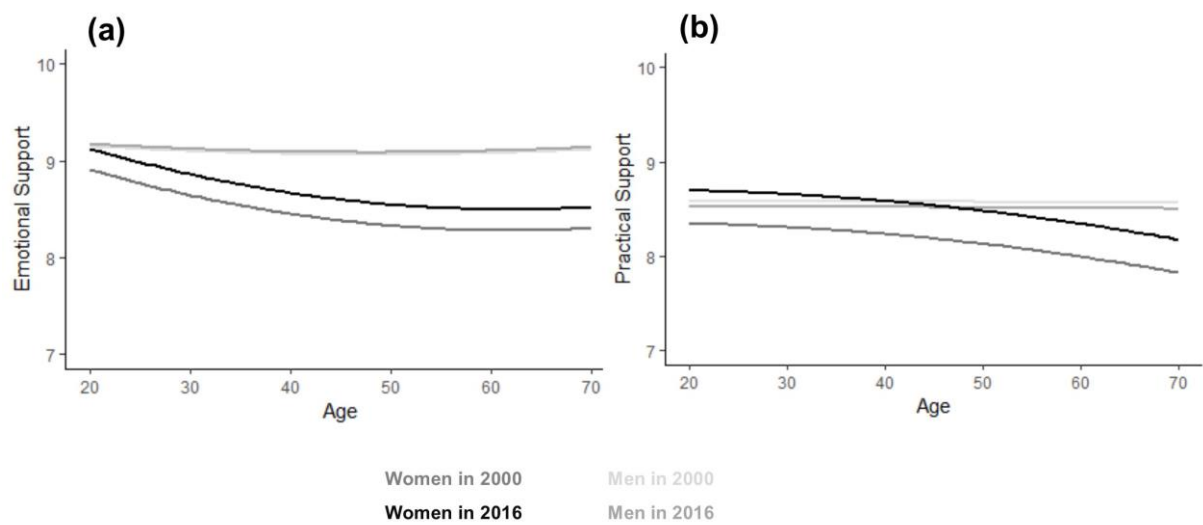 (a)
(b)
Emotional Support
10
9
8
7
20 30 40 50 60 70
Age
Practical Support
10
9
8
7
20 30 40 50 60 70
Age
Women in 2000
Men in 2000
Women in 2016
Men in 2016